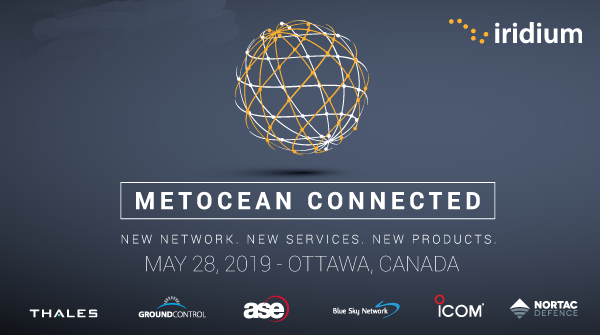 iridium
METOCEAN CONNECTED
NEW NETWORK. NEW SERVICES. NEW PRODUCTS.
MAY 28, 2019 - OTTAWA, CANADA
THALES
GROUNDCONTROL
ase
Blue Sky Network
ICOM
NORTAC
DEFENCE